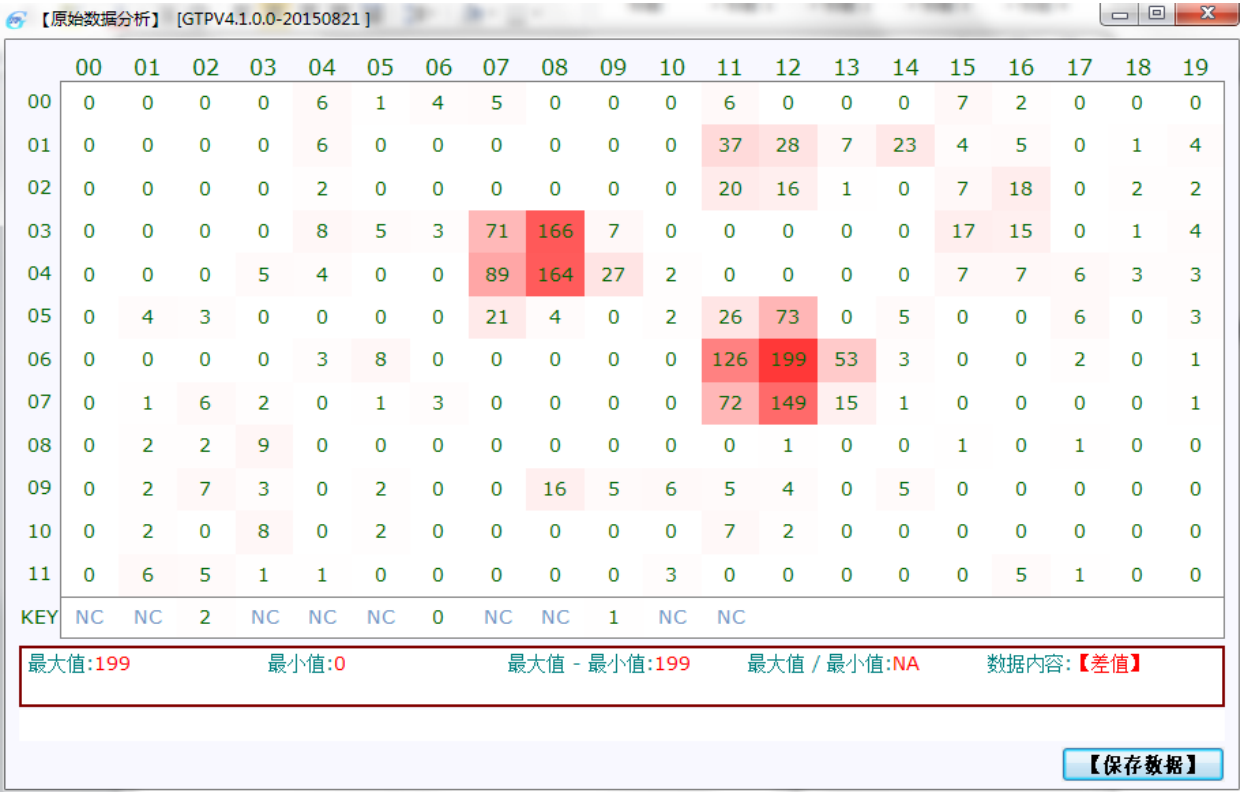 【原始数据分析】 [GTPV4.1.0.0-20150821 ]
00 01 02 03 04 05 06 07 08 09 10 11 12 13 14 15 16 17 18 19
00 0 0 0 0 6 1 4 5 0 0 0 6 0 0 0 7 2 0 0 0
01 0 0 0 0 6 0 0 0 0 0 0 37 28 7 23 4 5 0 1 4
02 0 0 0 0 2 0 0 0 0 0 0 20 16 1 0 7 18 0 2 2
03 0 0 0 0 8 5 3 71 166 7 0 0 0 0 0 17 15 0 1 4
04 0 0 0 5 4 0 0 89 164 27 2 0 0 0 0 7 7 6 3 3
05 0 4 3 0 0 0 0 21 4 0 2 26 73 0 5 0 0 6 0 3
06 0 0 0 0 3 8 0 0 0 0 0 126 199 53 3 0 0 2 0 1
07 0 1 6 2 0 1 3 0 0 0 0 72 149 15 1 0 0 0 0 1
08 0 2 2 9 0 0 0 0 0 0 0 0 1 0 0 1 0 1 0 0
09 0 2 7 3 0 2 0 0 16 5 6 5 4 0 5 0 0 0 0 0
10 0 2 0 8 0 2 0 0 0 0 0 7 2 0 0 0 0 0 0 0
11 0 6 5 1 1 0 0 0 0 0 3 0 0 0 0 0 5 1 0 0
KEY NC NC 2 NC NC NC 0 NC NC 1 NC NC
最大值:199 最小值:0 最大值 - 最小值:199 最大值 / 最小值:NA 数据内容:【差值】
【保存数据】